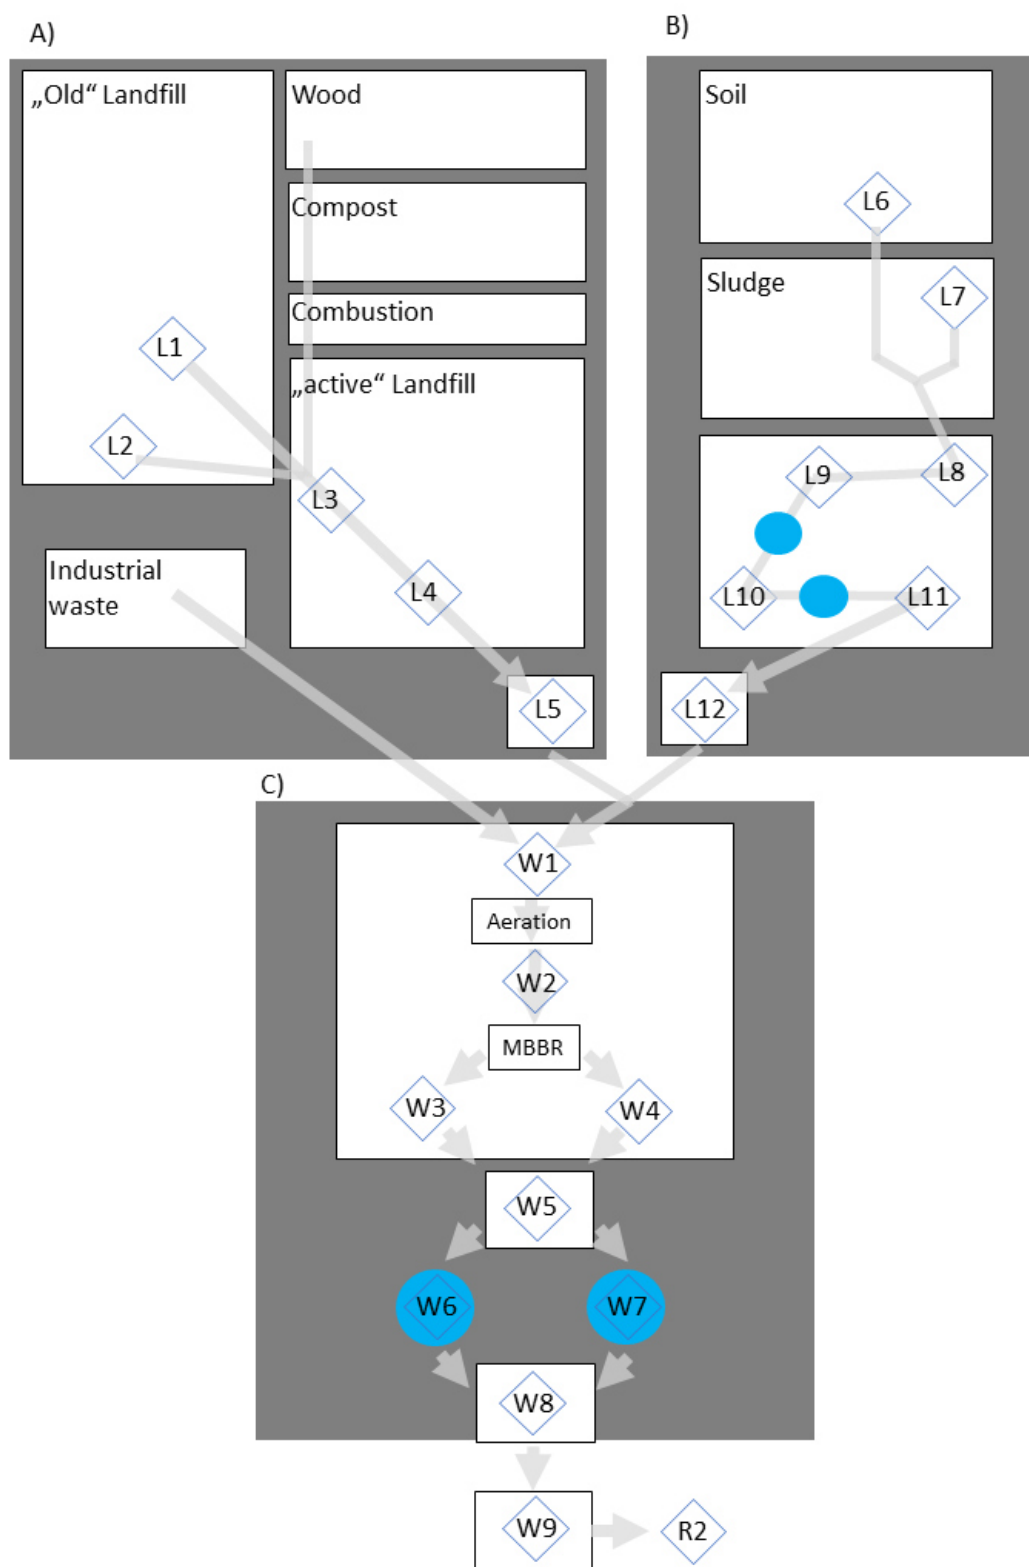 A)
„Old“ Landfill
Wood
Compost
Combustion
L1
„active“ Landfill
L2
L3
Industrial
waste
L4
L5
B)
Soil
L6
Sludge
L7
L9
L8
L10
L11
L12
C)
W1
Aeration
W2
MBBR
W3
W4
W5
W6
W7
W8
W9
R2